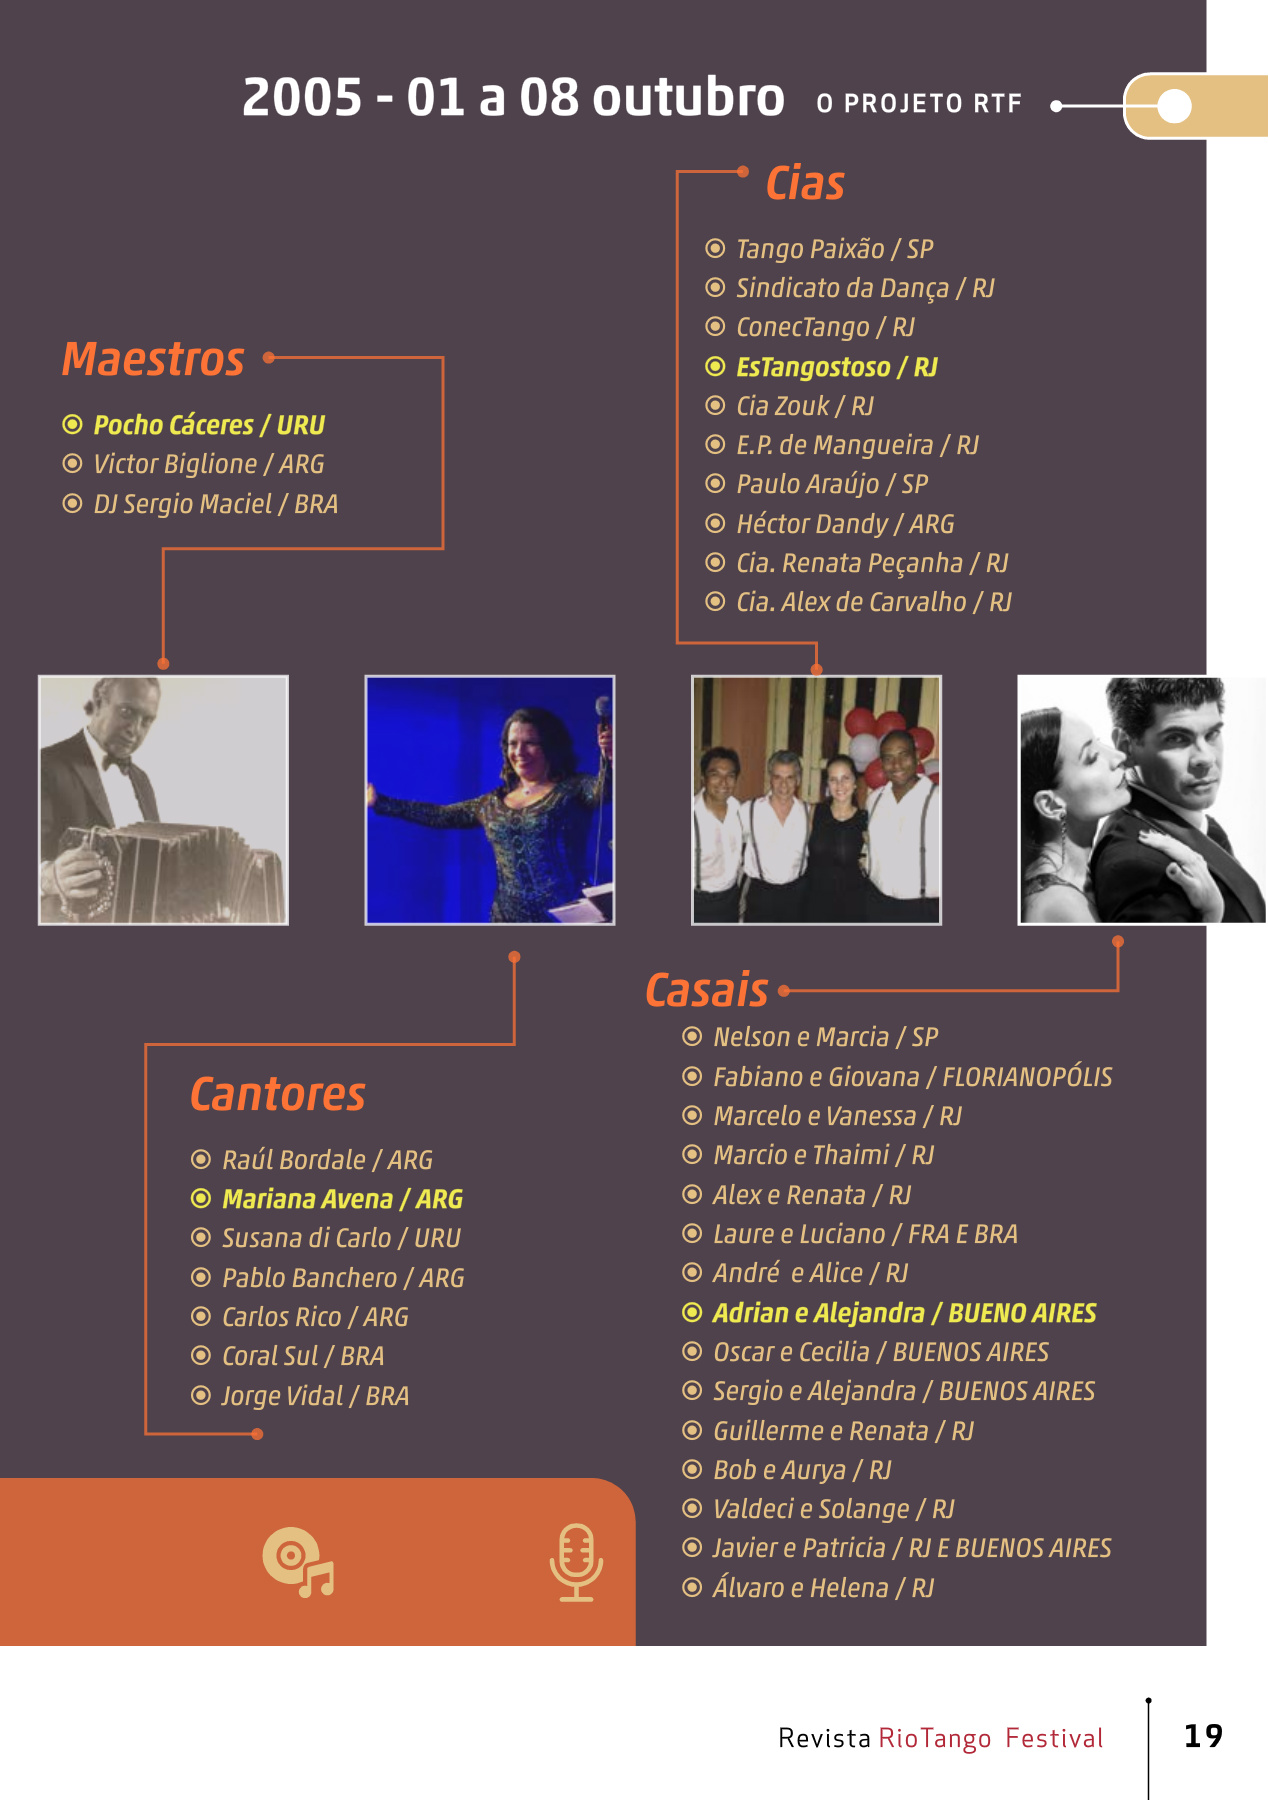 2005 - 01 a 08 outubro
O PROJETO RTF
Cias
Tango Paixão / SP
Sindicato da Dança / RJ
ConecTango / RJ
EsTangostoso / RJ
Cia Zouk / RJ
E.P. de Mangueira / RJ
Paulo Araújo / SP
Héctor Dandy / ARG
Cia. Renata Peçanha / RJ
Cia. Alex de Carvalho / RJ
Maestros
Pocho Cáceres / URU
Victor Biglione / ARG
DJ Sergio Maciel / BRA
Cantores
Raúl Bordale / ARG
Mariana Avena / ARG
Susana di Carlo / URU
Pablo Banchero / ARG
Carlos Rico / ARG
Coral Sul / BRA
Jorge Vidal / BRA
Casais
Nelson e Marcia / SP
Fabiano e Giovana / FLORIANOPÓLIS
Marcelo e Vanessa / RJ
Marcio e Thaimi / RJ
Alex e Renata / RJ
Laure e Luciano / FRA E BRA
André  e Alice / RJ
Adrian e Alejandra / BUENO AIRES
Oscar e Cecilia / BUENOS AIRES
Sergio e Alejandra / BUENOS AIRES
Guillerme e Renata / RJ
Bob e Aurya / RJ
Valdeci e Solange / RJ
Javier e Patricia / RJ E BUENOS AIRES
Álvaro e Helena / RJ
Revista RioTango  Festival
19